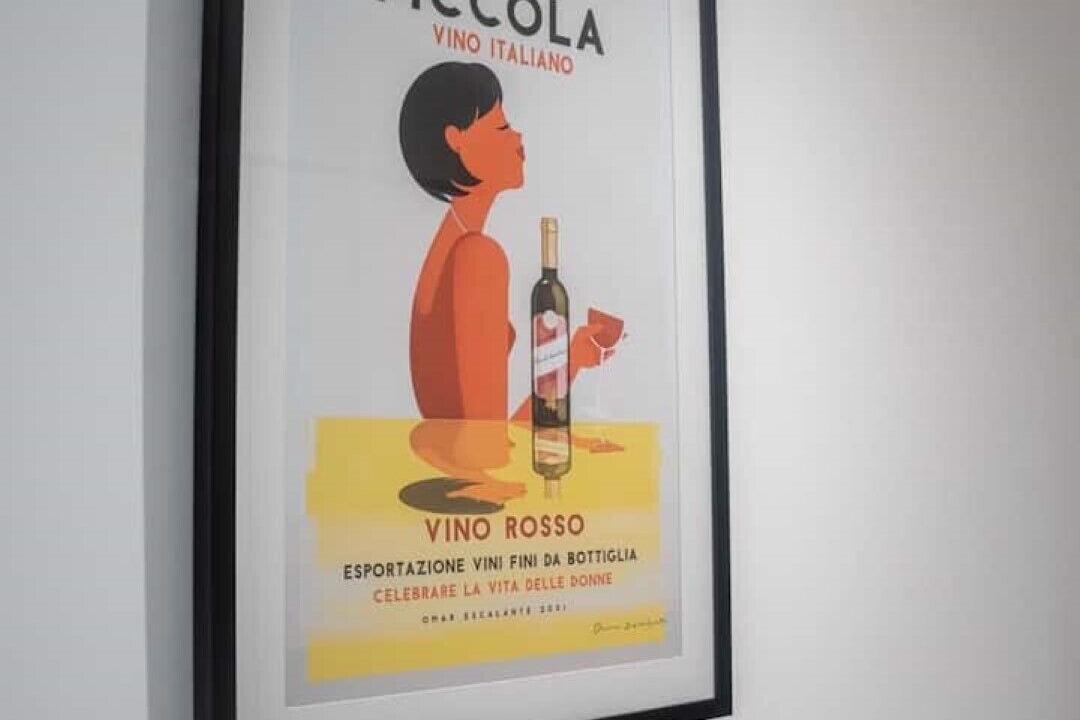 ICCOLA
VINO ITALIANO
VINO ROSSO
ESPORTAZIONE VINI FINI DA BOTTIGLIA
CELEBRARE LA VITA DELLE DONNE
OMAR ESCALANTE 2021